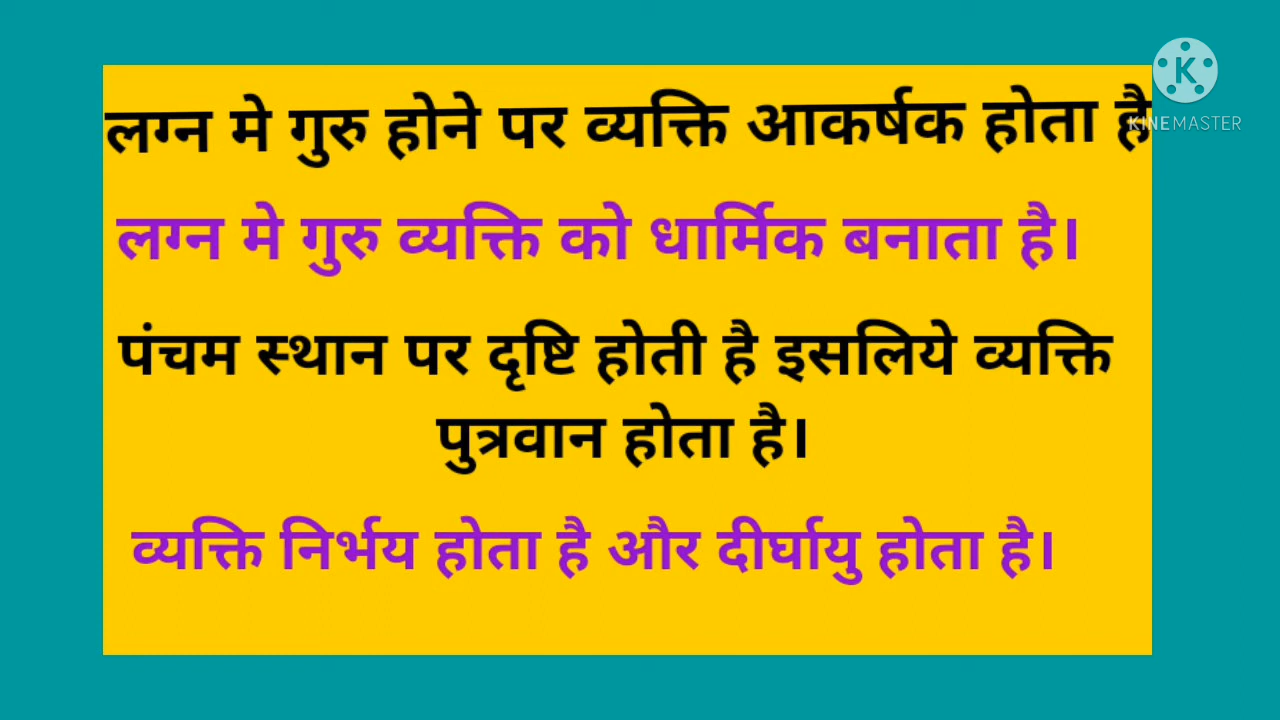 लग्न मे गुरु होने पर व्यक्ति आकर्षक होता है
KINEMASTER
लग्न मे गुरु व्यक्ति को धार्मिक बनाता है।
पंचम स्थान पर दृष्टि होती है इसलिये व्यक्ति
पुत्रवान होता है।
व्यक्ति निर्भय होता है और दीर्घायु होता है।